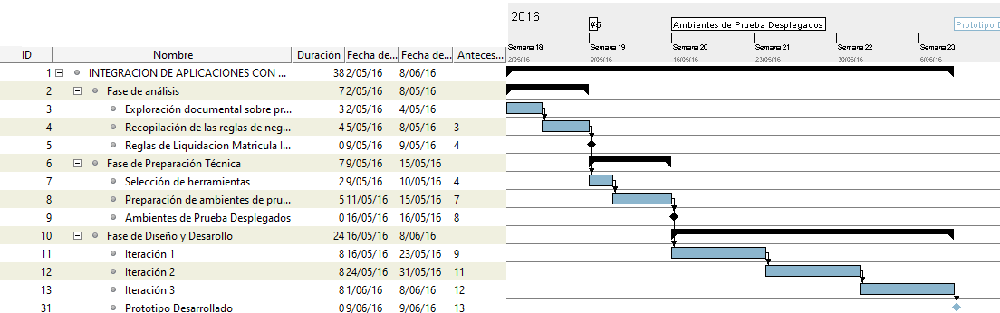 2016
#5
Ambientes de Prueba Desplegados
Prototipo D
Semana 18
Semana 19
Semana 20
Semana 21
Semana 22
Semana 23
2/05/16
9/05/16
16/05/16
23/05/16
30/05/16
6/06/16
ID Nombre Duración Fecha de... Fecha de... Anteces...
1 INTEGRACION DE APLICACIONES CON ... 38 2/05/16 8/06/16
2 Fase de análisis 7 2/05/16 8/05/16
3 Exploración documental sobre pr... 3 2/05/16 4/05/16
4 Recopilación de las reglas de neg... 4 5/05/16 8/05/16 3
5 Reglas de Liquidacion Matricula I... 0 9/05/16 9/05/16 4
6 Fase de Preparación Técnica 7 9/05/16 15/05/16
7 Selección de herramientas 2 9/05/16 10/05/16 4
8 Preparación de ambientes de pru... 5 11/05/16 15/05/16 7
9 Ambientes de Prueba Desplegados 0 16/05/16 16/05/16 8
10 Fase de Diseño y Desarollo 24 16/05/16 8/06/16
11 Iteración 1 8 16/05/16 23/05/16 9
12 Iteración 2 8 24/05/16 31/05/16 11
13 Iteración 3 8 1/06/16 8/06/16 12
31 Prototipo Desarrollado 0 9/06/16 9/06/16 13